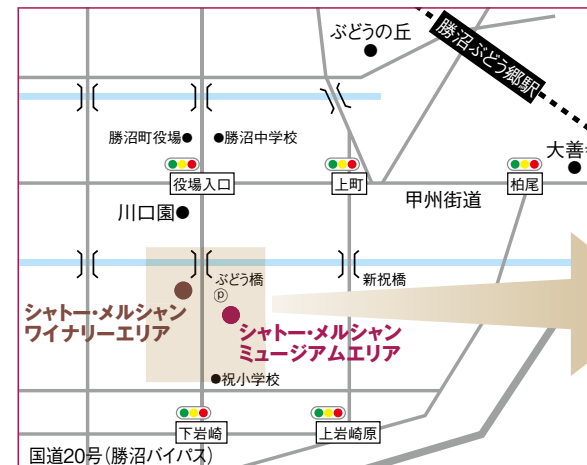 ぶどうの丘
勝沼ぶどう郷駅
勝沼町役場
勝沼中学校
大善
役場入口
上町
柏尾
甲州街道
川口園
ぶどう橋
新祝橋
P
シャトー・メルシャン
ワイナリーエリア
シャトー・メルシャン
ミュージアムエリア
祝小学校
下岩崎
上岩崎原
国道20号(勝沼バイパス)